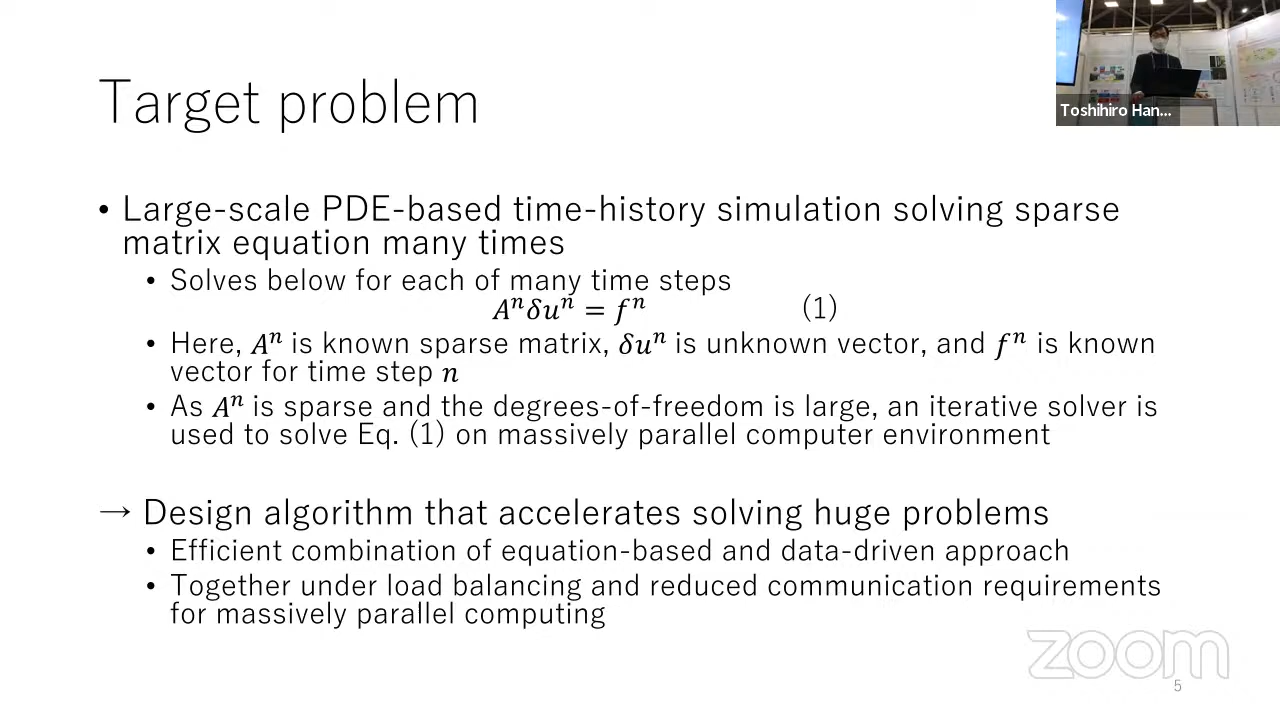 Toshihiro Han...
Target problem
• Large-scale PDE-based time-history simulation solving sparse
matrix equation many times
• Solves below for each of many time steps
Aⁿδuⁿ = fⁿ (1)
• Here, Aⁿ is known sparse matrix, δuⁿ is unknown vector, and fⁿ is known
vector for time step n
• As Aⁿ is sparse and the degrees-of-freedom is large, an iterative solver is
used to solve Eq. (1) on massively parallel computer environment
→ Design algorithm that accelerates solving huge problems
• Efficient combination of equation-based and data-driven approach
• Together under load balancing and reduced communication requirements
for massively parallel computing
zoom
5